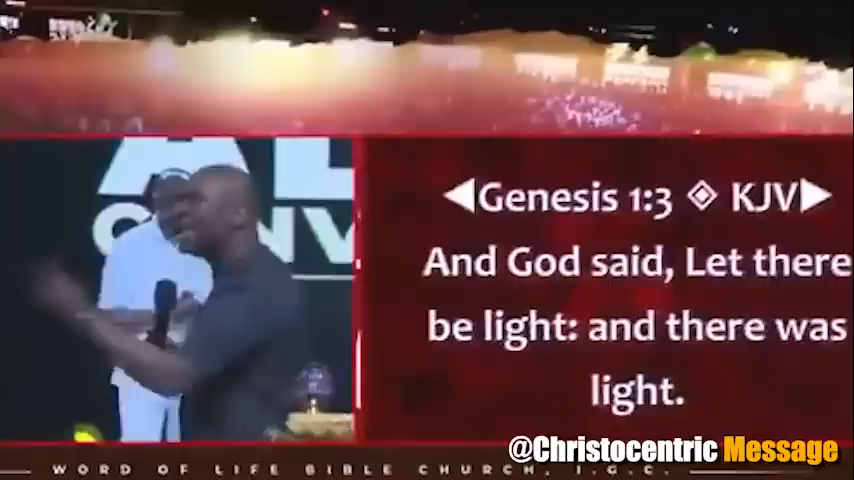 ◀Genesis 1:3 ◈ KJV▶
And God said, Let there
be light: and there was
light.
@Christocentric Message
WORD OF LIFE BIBLE CHURCH, I.G.C.